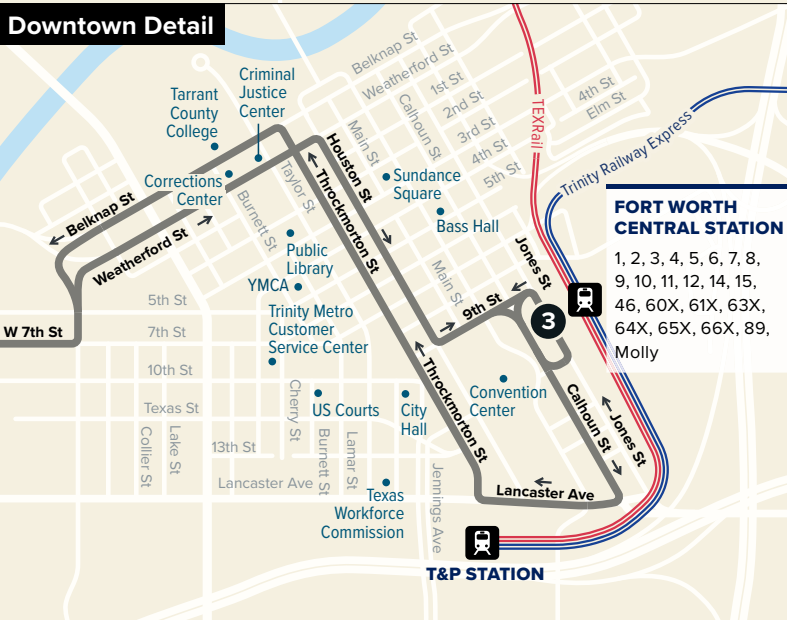 Downtown Detail
Belknap St
Weatherford St
1st St
2nd St
3rd St
4th St
5th St
Calhoun St
Main St
4th St
Elm St
TEXRail
Trinity Railway Express
Criminal
Justice
Center
Tarrant
County
College
Corrections
Center
Houston St
Throckmorton St
Taylor St
Burnett St
Sundance
Square
Bass Hall
Belknap St
Weatherford St
Public
Library
YMCA
Main St
Jones St
9th St
3
FORT WORTH
CENTRAL STATION
1, 2, 3, 4, 5, 6, 7, 8,
9, 10, 11, 12, 14, 15,
46, 60X, 61X, 63X,
64X, 65X, 66X, 89,
Molly
5th St
W 7th St
7th St
Trinity Metro
Customer
Service Center
10th St
Texas St
13th St
Lancaster Ave
Collier St
Lake St
Cherry St
Burnett St
Lamar St
US Courts
City
Hall
Convention
Center
Throckmorton St
Calhoun St
Jones St
Lancaster Ave
Jennings Ave
Texas
Workforce
Commission
T&P STATION